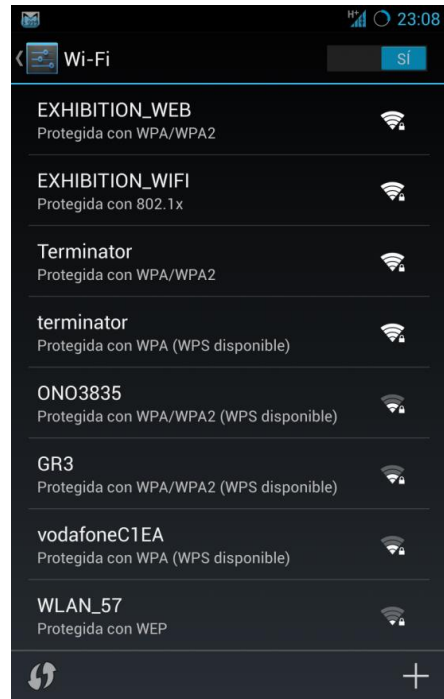 H+ 23:08
Wi-Fi SÍ
EXHIBITION_WEB
Protegida con WPA/WPA2
EXHIBITION_WIFI
Protegida con 802.1x
Terminator
Protegida con WPA/WPA2
terminator
Protegida con WPA (WPS disponible)
ONO3835
Protegida con WPA/WPA2 (WPS disponible)
GR3
Protegida con WPA/WPA2 (WPS disponible)
vodafoneC1EA
Protegida con WPA (WPS disponible)
WLAN_57
Protegida con WEP